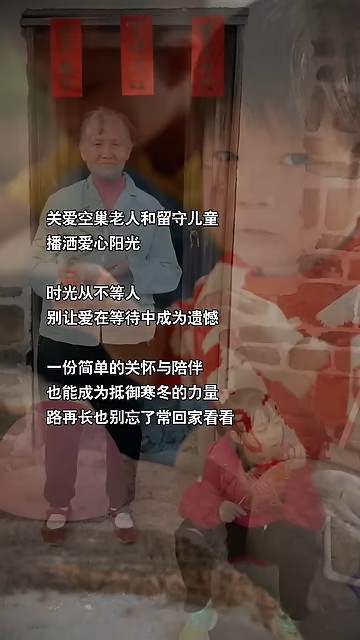 关爱空巢老人和留守儿童
播洒爱心阳光
时光从不等人
别让爱在等待中成为遗憾
一份简单的关怀与陪伴
也能成为抵御寒冬的力量
路再长也别忘了常回家看看